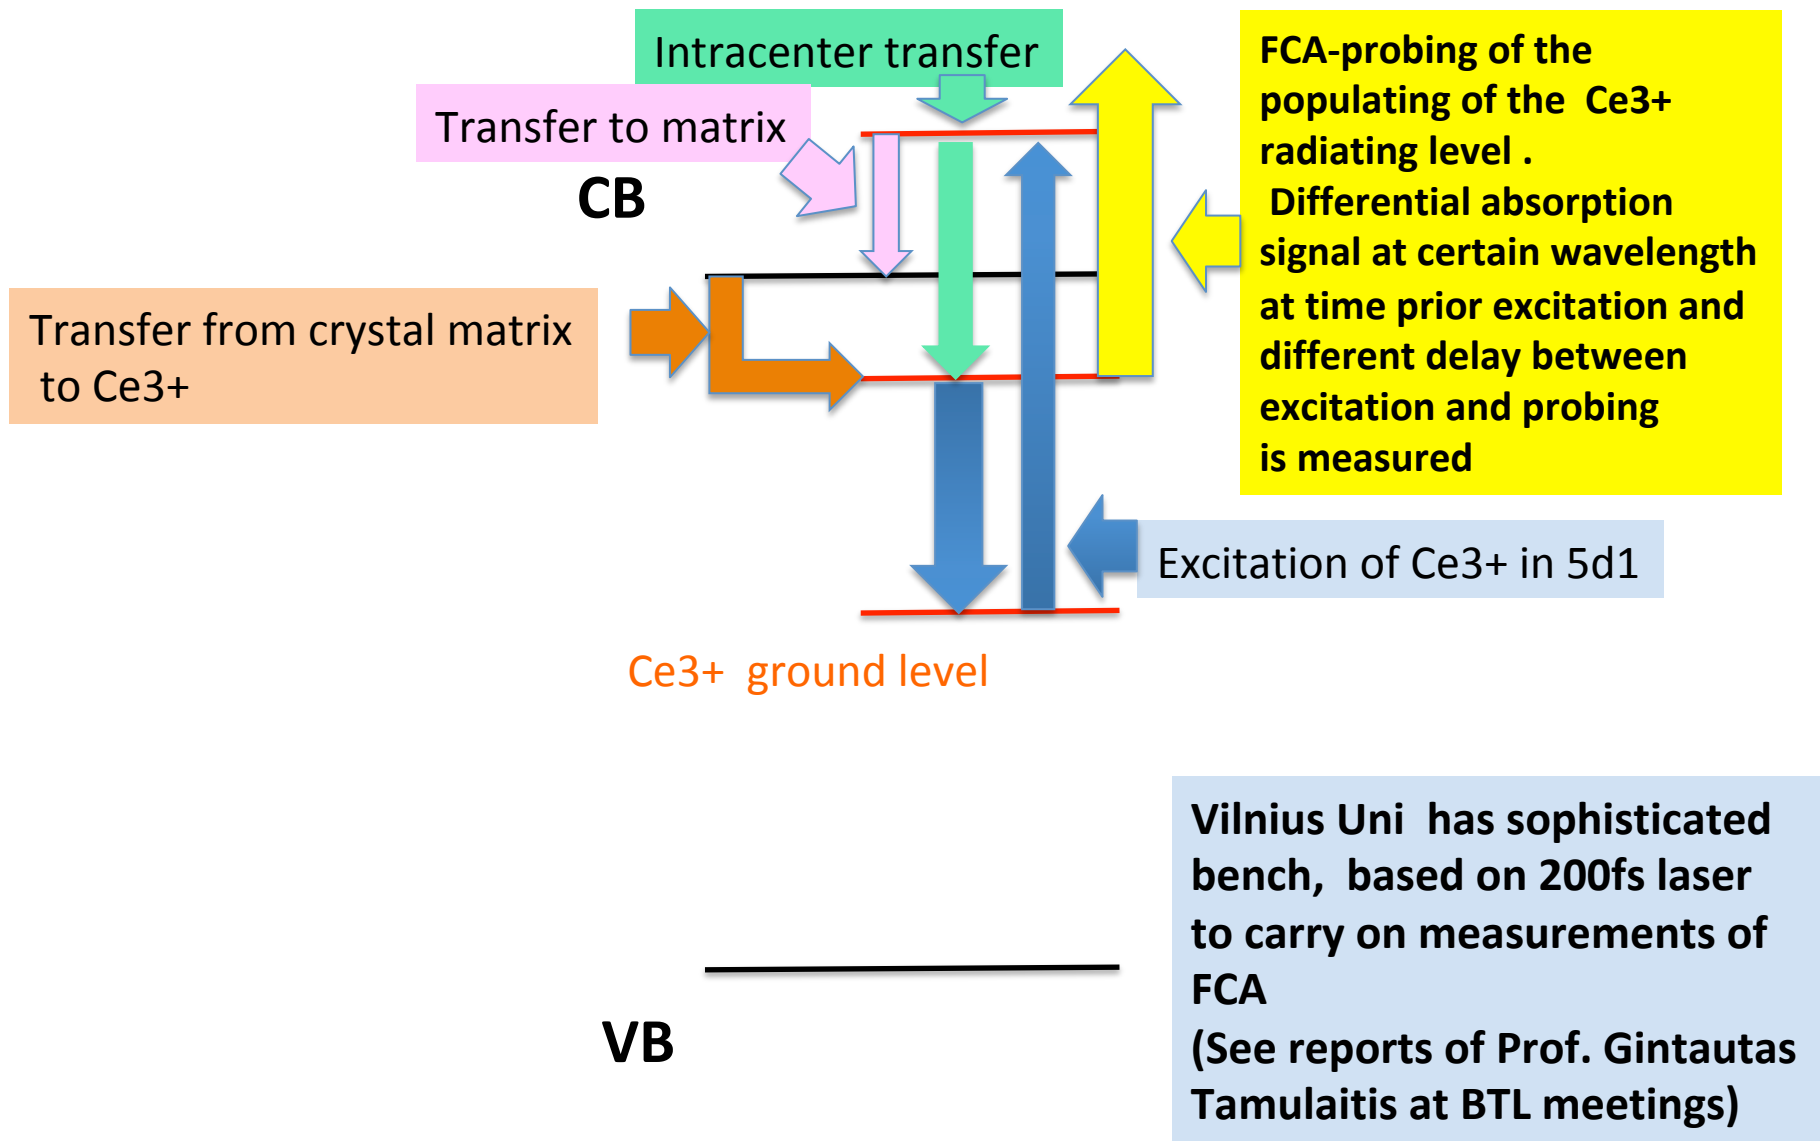 Intracenter transfer
Transfer to matrix
CB
FCA-probing of the
populating of the Ce3+
radiating level .
Differential absorption
signal at certain wavelength
at time prior excitation and
different delay between
excitation and probing
is measured
Transfer from crystal matrix
to Ce3+
Excitation of Ce3+ in 5d1
Ce3+ ground level
Vilnius Uni has sophisticated
bench, based on 200fs laser
to carry on measurements of
FCA
(See reports of Prof. Gintautas
Tamulaitis at BTL meetings)
VB